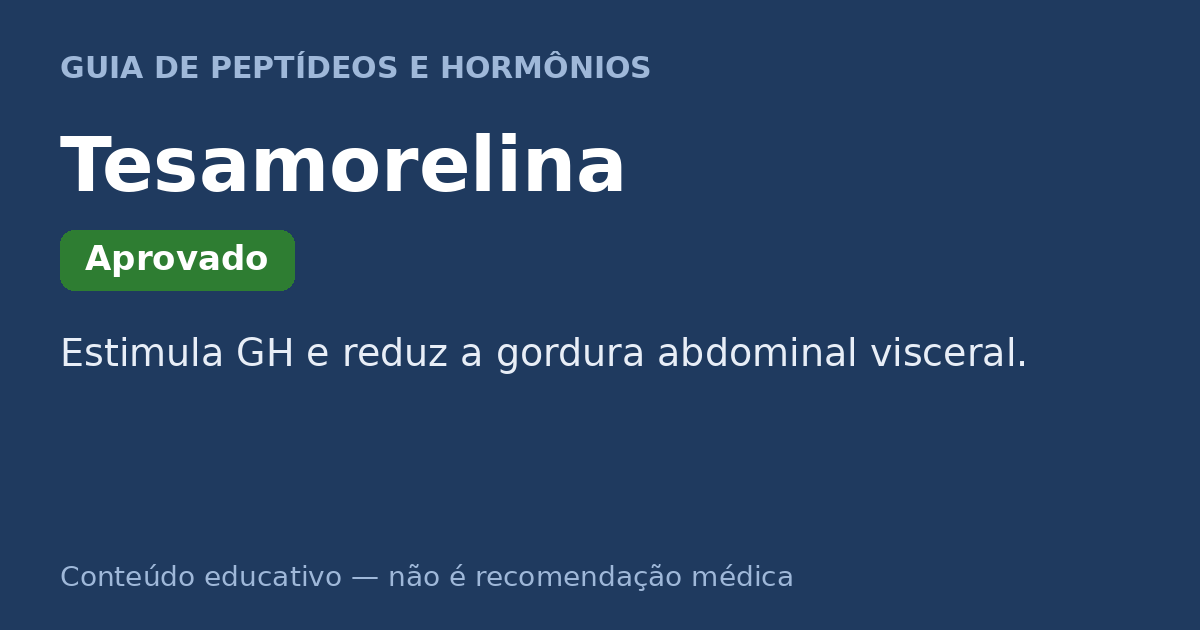 GUIA DE PEPTÍDEOS E HORMÔNIOS
Tesamorelina
Aprovado
Estimula GH e reduz a gordura abdominal visceral.
Conteúdo educativo — não é recomendação médica